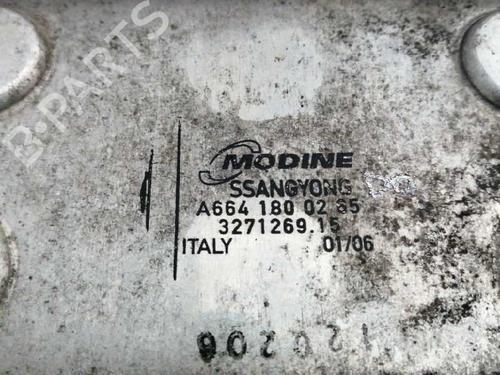 B-PARTS
MODINE
SSANGYONG
A664 180 02 65
3271269.15
ITALY 01/06
120206